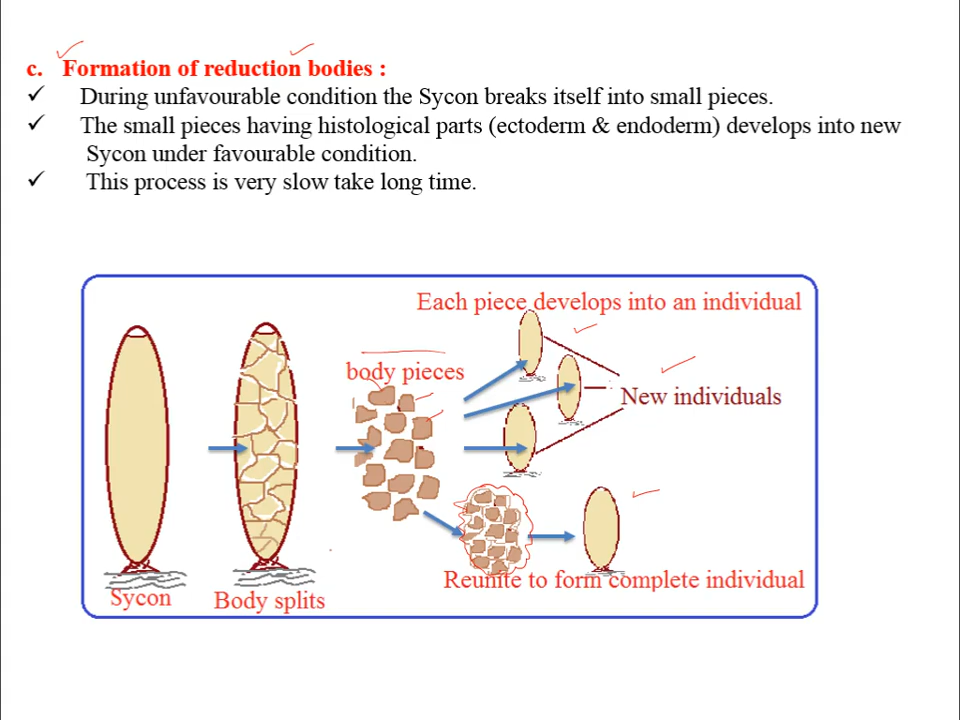 c. Formation of reduction bodies :
✓ During unfavourable condition the Sycon breaks itself into small pieces.
✓ The small pieces having histological parts (ectoderm & endoderm) develops into new
Sycon under favourable condition.
✓ This process is very slow take long time.
Each piece develops into an individual
body pieces
New individuals
Reunite to form complete individual
Sycon
Body splits